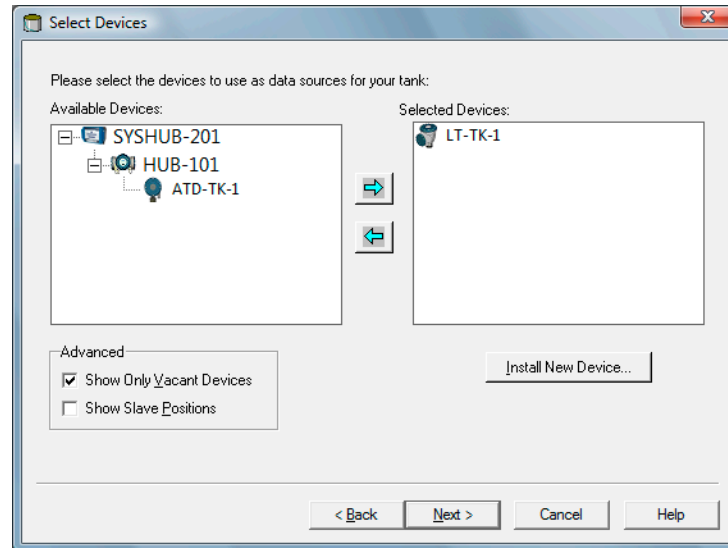 Select Devices
Please select the devices to use as data sources for your tank:
Available Devices:
SYSHUB-201
HUB-101
ATD-TK-1
Selected Devices:
LT-TK-1
Advanced
Show Only Vacant Devices
Show Slave Positions
Install New Device...
< Back
Next >
Cancel
Help